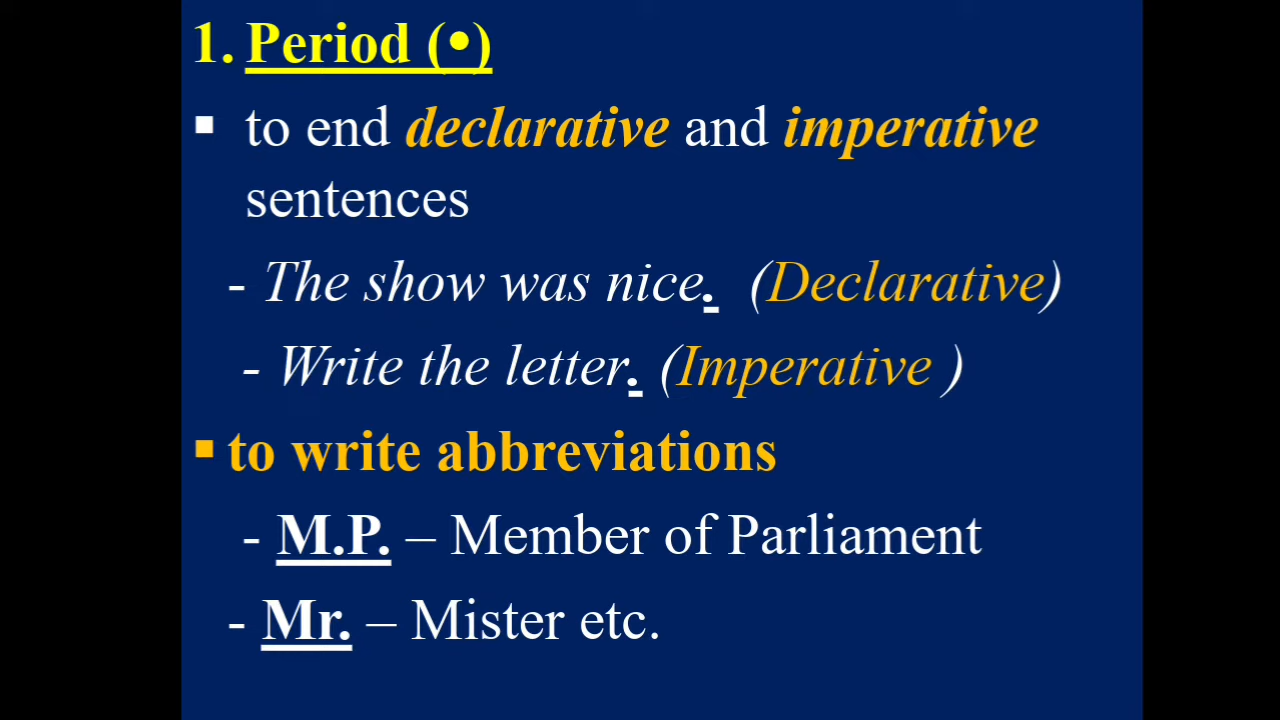 1. Period (•)
▪ to end declarative and imperative
sentences
- The show was nice. (Declarative)
- Write the letter. (Imperative )
▪ to write abbreviations
- M.P. – Member of Parliament
- Mr. – Mister etc.